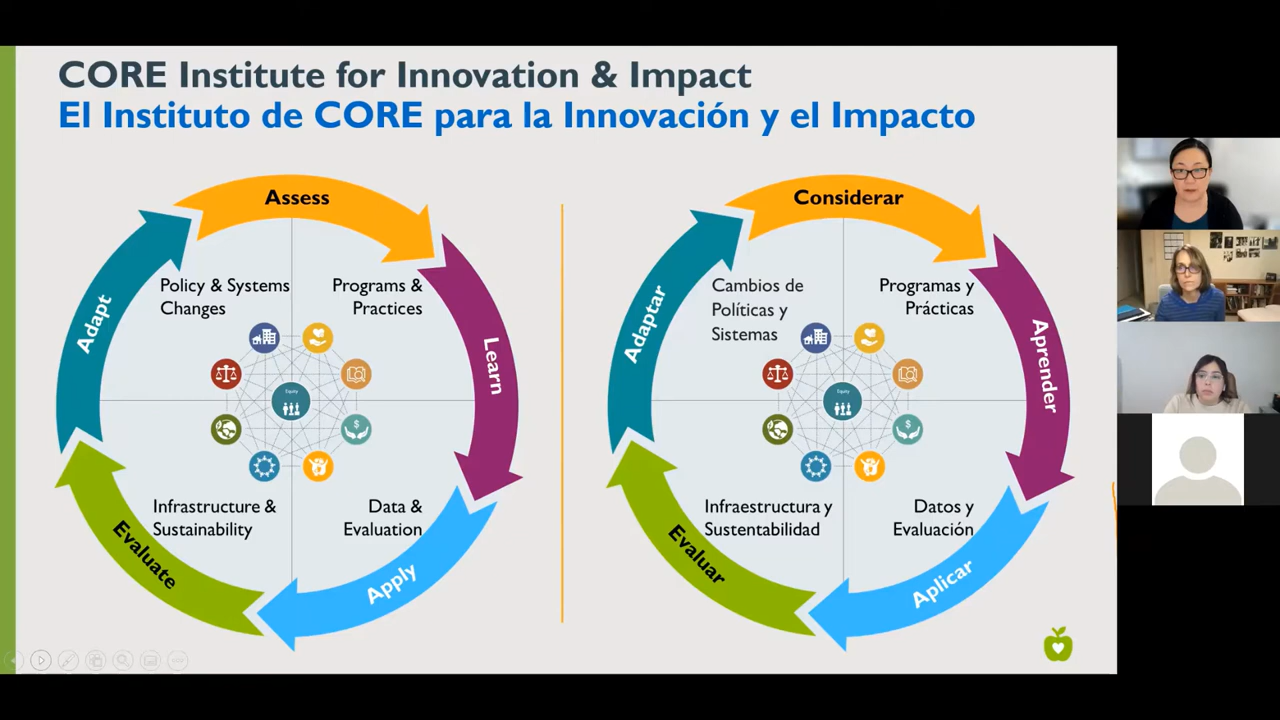 CORE Institute for Innovation & Impact
El Instituto de CORE para la Innovación y el Impacto
Assess
Learn
Apply
Evaluate
Adapt
Policy & Systems
Changes
Programs &
Practices
Equity
$
Infrastructure &
Sustainability
Data &
Evaluation
Considerar
Aprender
Aplicar
Evaluar
Adaptar
Cambios de
Políticas y
Sistemas
Programas y
Prácticas
Equity
$
Infraestructura y
Sustentabilidad
Datos y
Evaluación